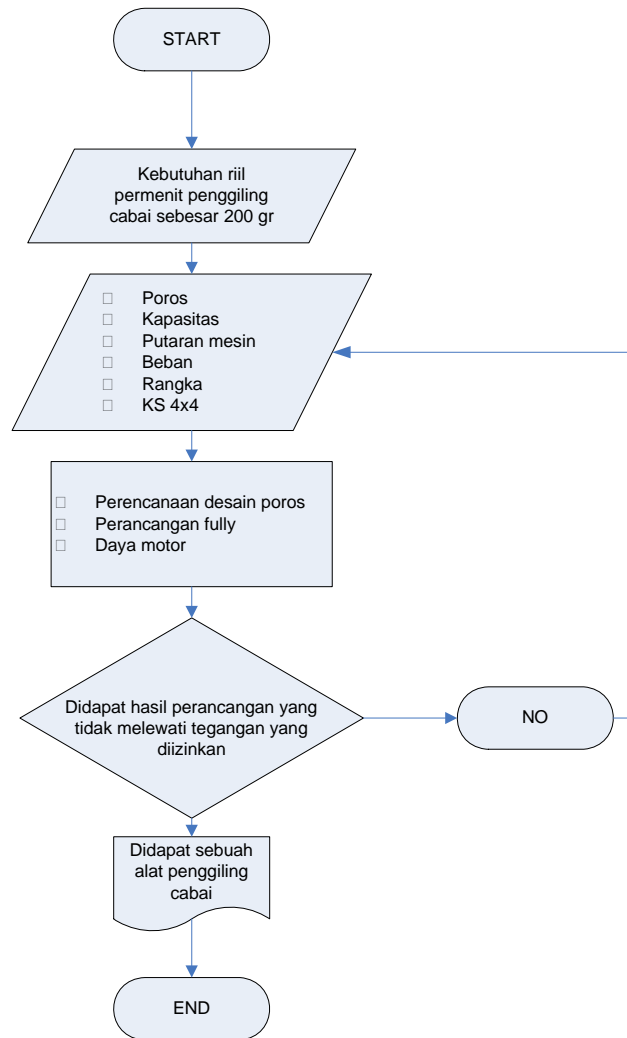 START
Kebutuhan riil
permenit penggiling
cabai sebesar 200 gr
Poros
Kapasitas
Putaran mesin
Beban
Rangka
KS 4x4
Perencanaan desain poros
Perancangan fully
Daya motor
Didapat hasil perancangan yang
tidak melewati tegangan yang
diizinkan
NO
Didapat sebuah
alat penggiling
cabai
END